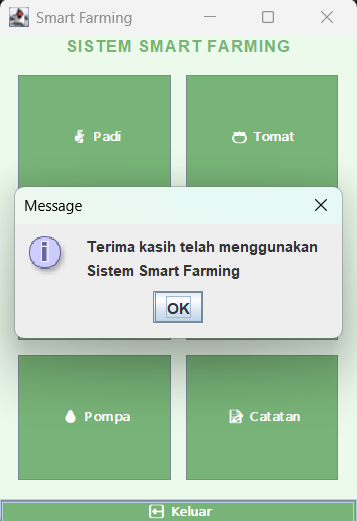 Smart Farming
SISTEM SMART FARMING
Padi
Tomat
Message
Terima kasih telah menggunakan
Sistem Smart Farming
OK
Pompa
Catatan
Keluar